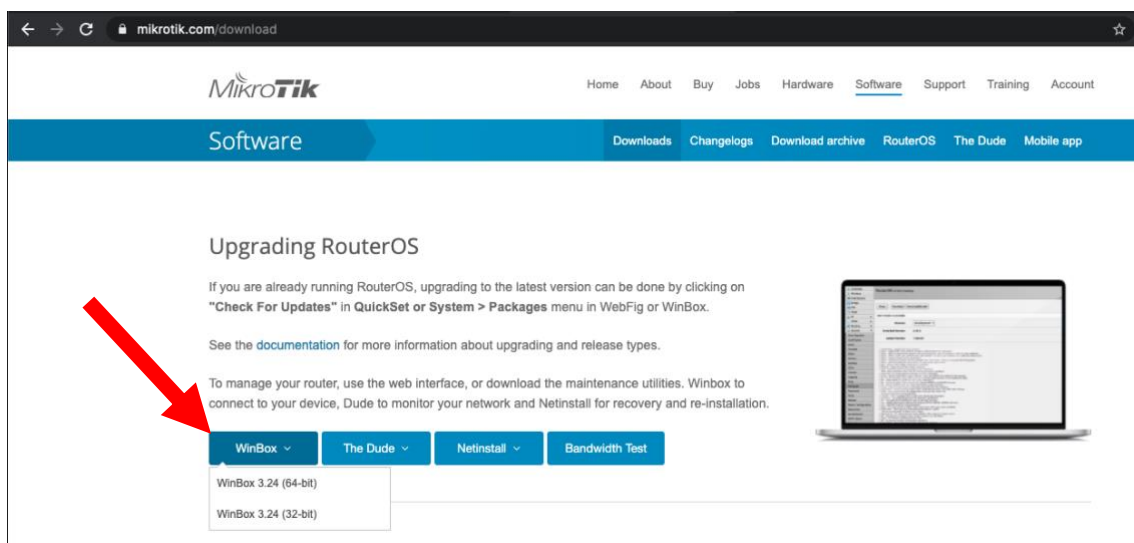 mikrotik.com/download
MikroTik
Home About Buy Jobs Hardware Software Support Training Account
Software
Downloads Changelogs Download archive RouterOS The Dude Mobile app
Upgrading RouterOS
If you are already running RouterOS, upgrading to the latest version can be done by clicking on
"Check For Updates" in QuickSet or System > Packages menu in WebFig or WinBox.
See the documentation for more information about upgrading and release types.
To manage your router, use the web interface, or download the maintenance utilities. Winbox to
connect to your device, Dude to monitor your network and Netinstall for recovery and re-installation.
WinBox The Dude Netinstall Bandwidth Test
WinBox 3.24 (64-bit)
WinBox 3.24 (32-bit)